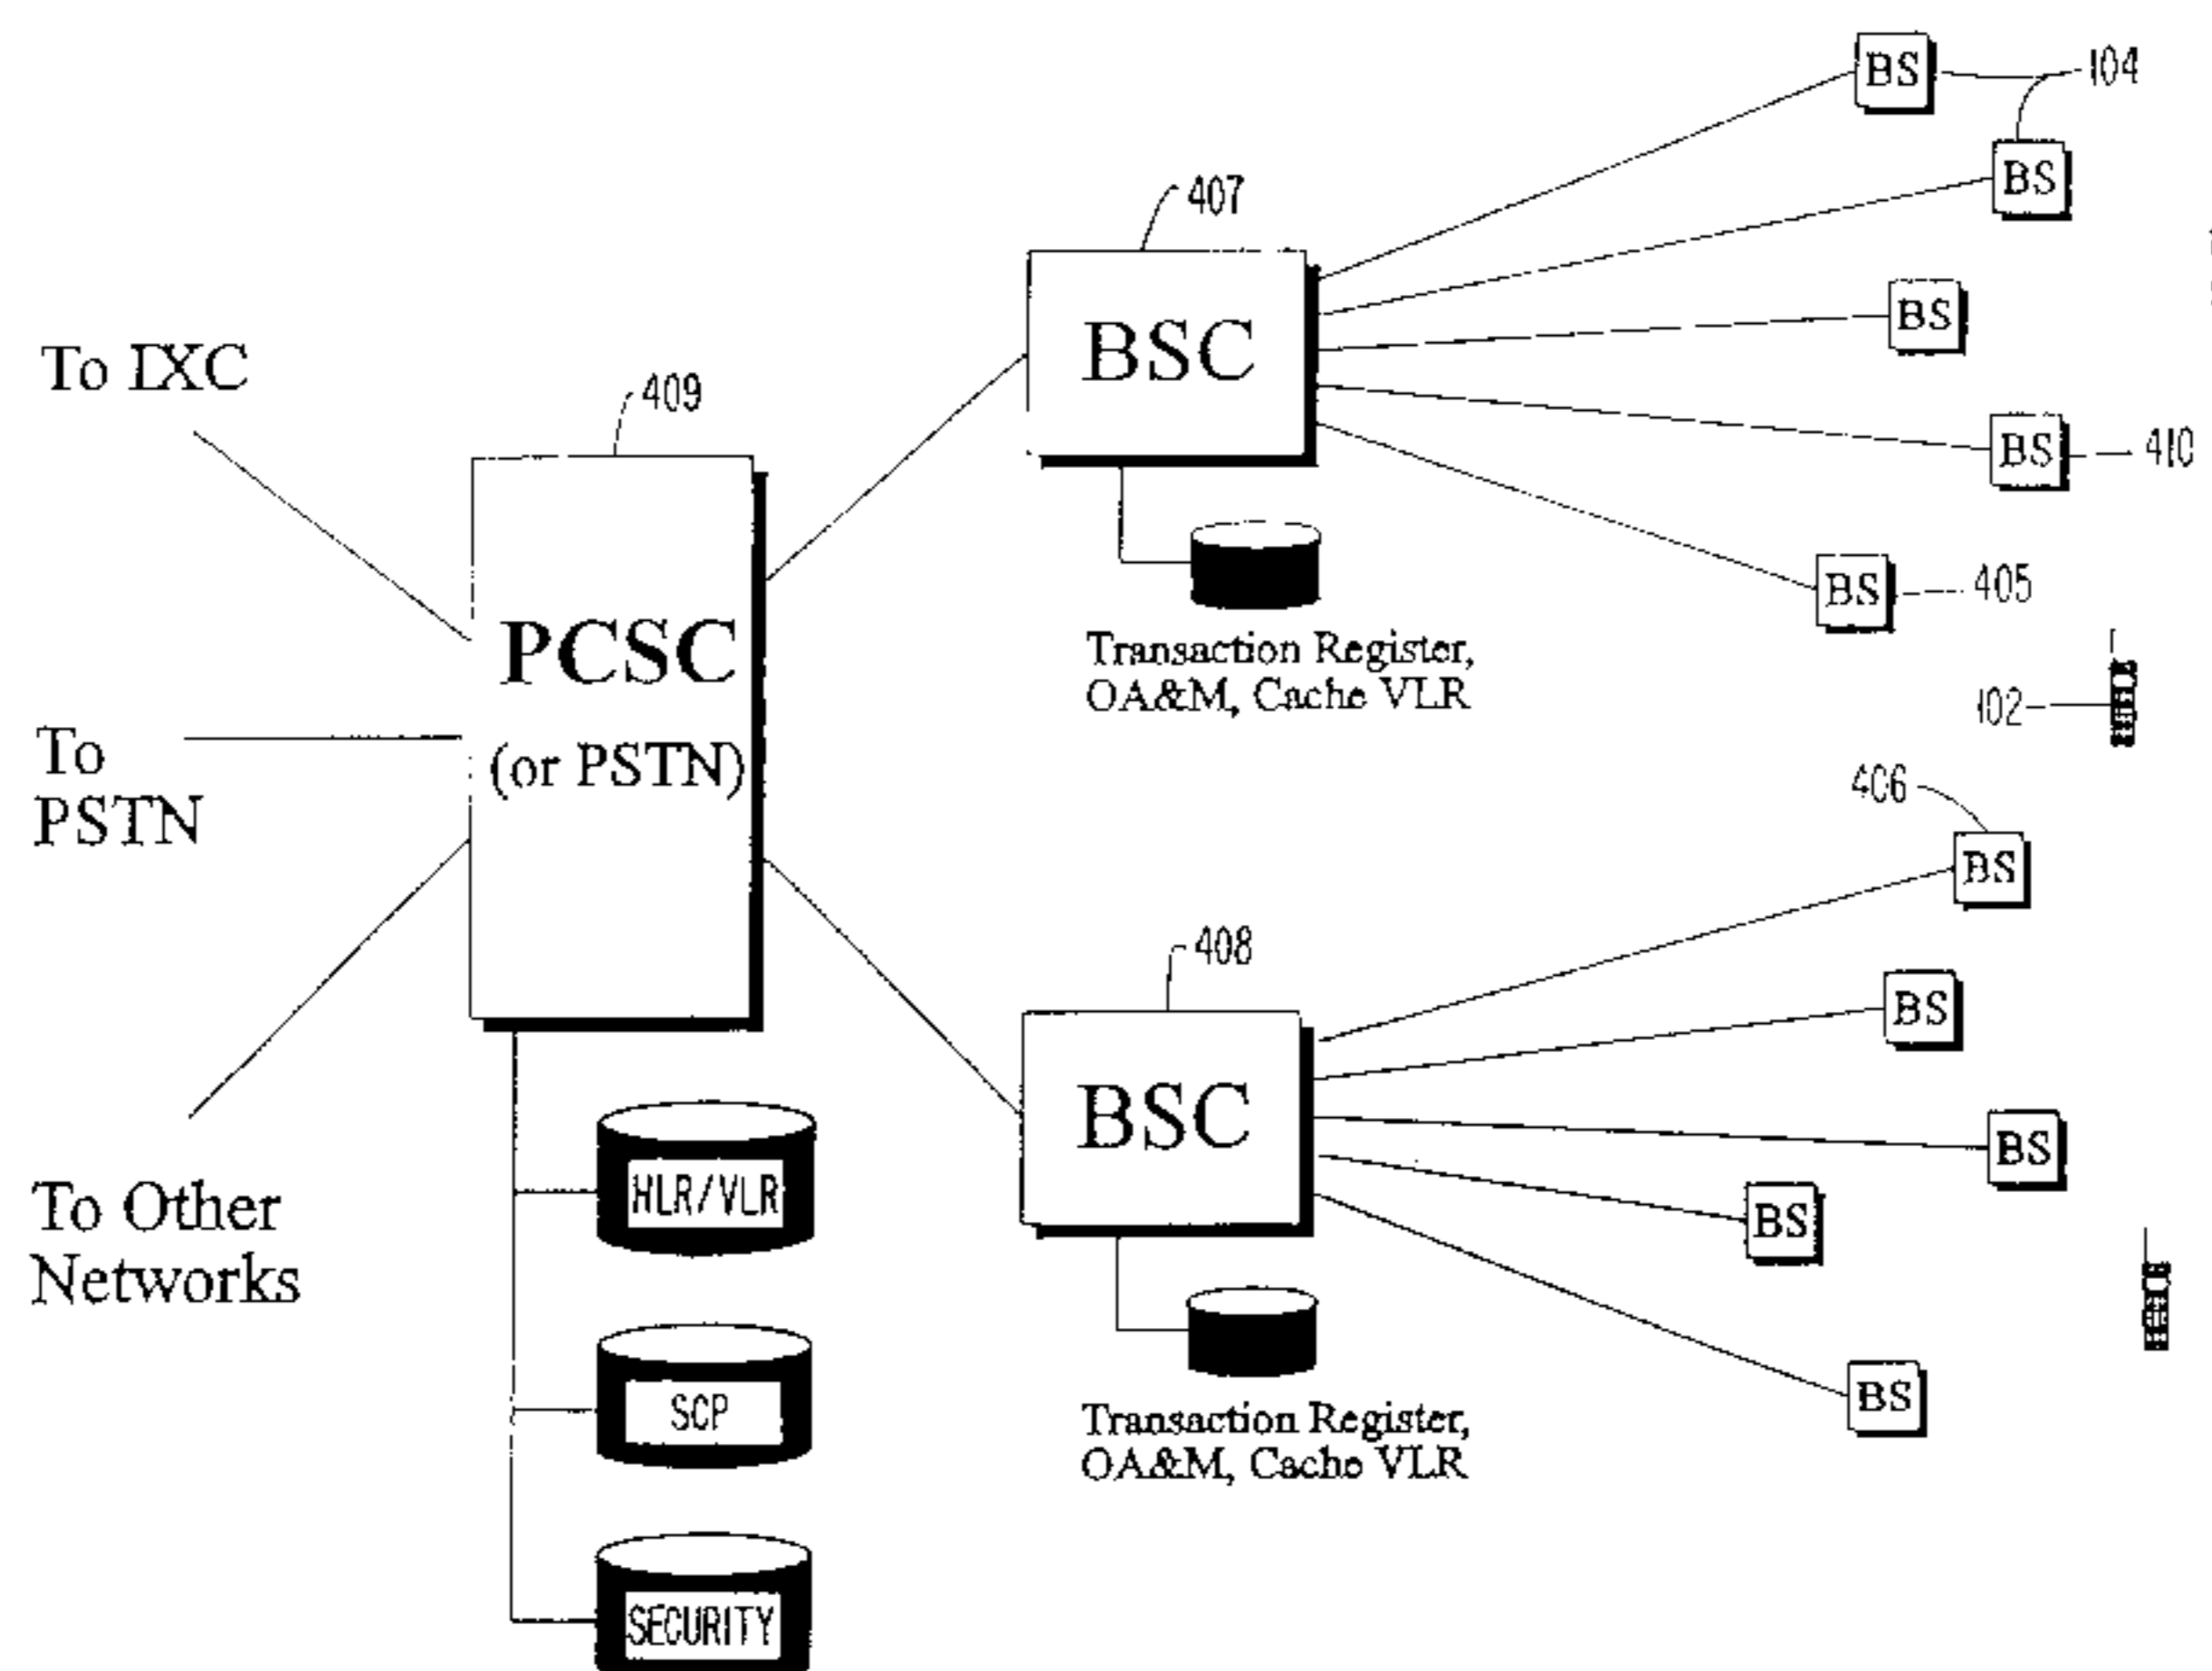 BS
104
BS
407
BS
BSC
To IXC
409
BS
410
BS
405
PCSC
Transaction Register,
OA&M, Cache VLR
102
To
PSTN
(or PSTN)
406
BS
408
BS
BSC
BS
HLR/VLR
To Other
Networks
BS
BS
SCP
Transaction Register,
OA&M, Cache VLR
SECURITY